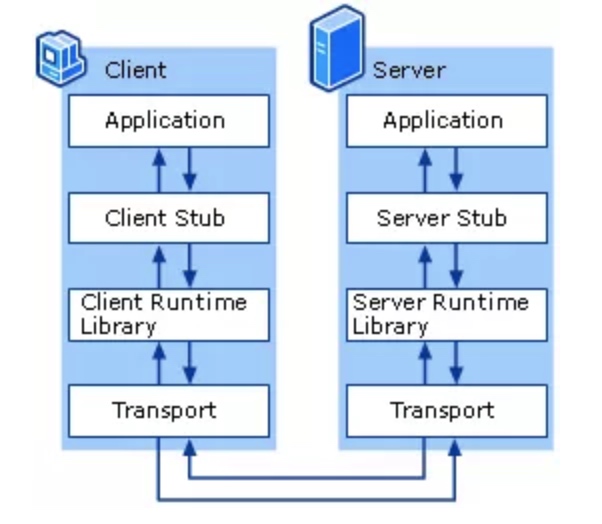 Client
Application
Client Stub
Client Runtime
Library
Transport
Server
Application
Server Stub
Server Runtime
Library
Transport